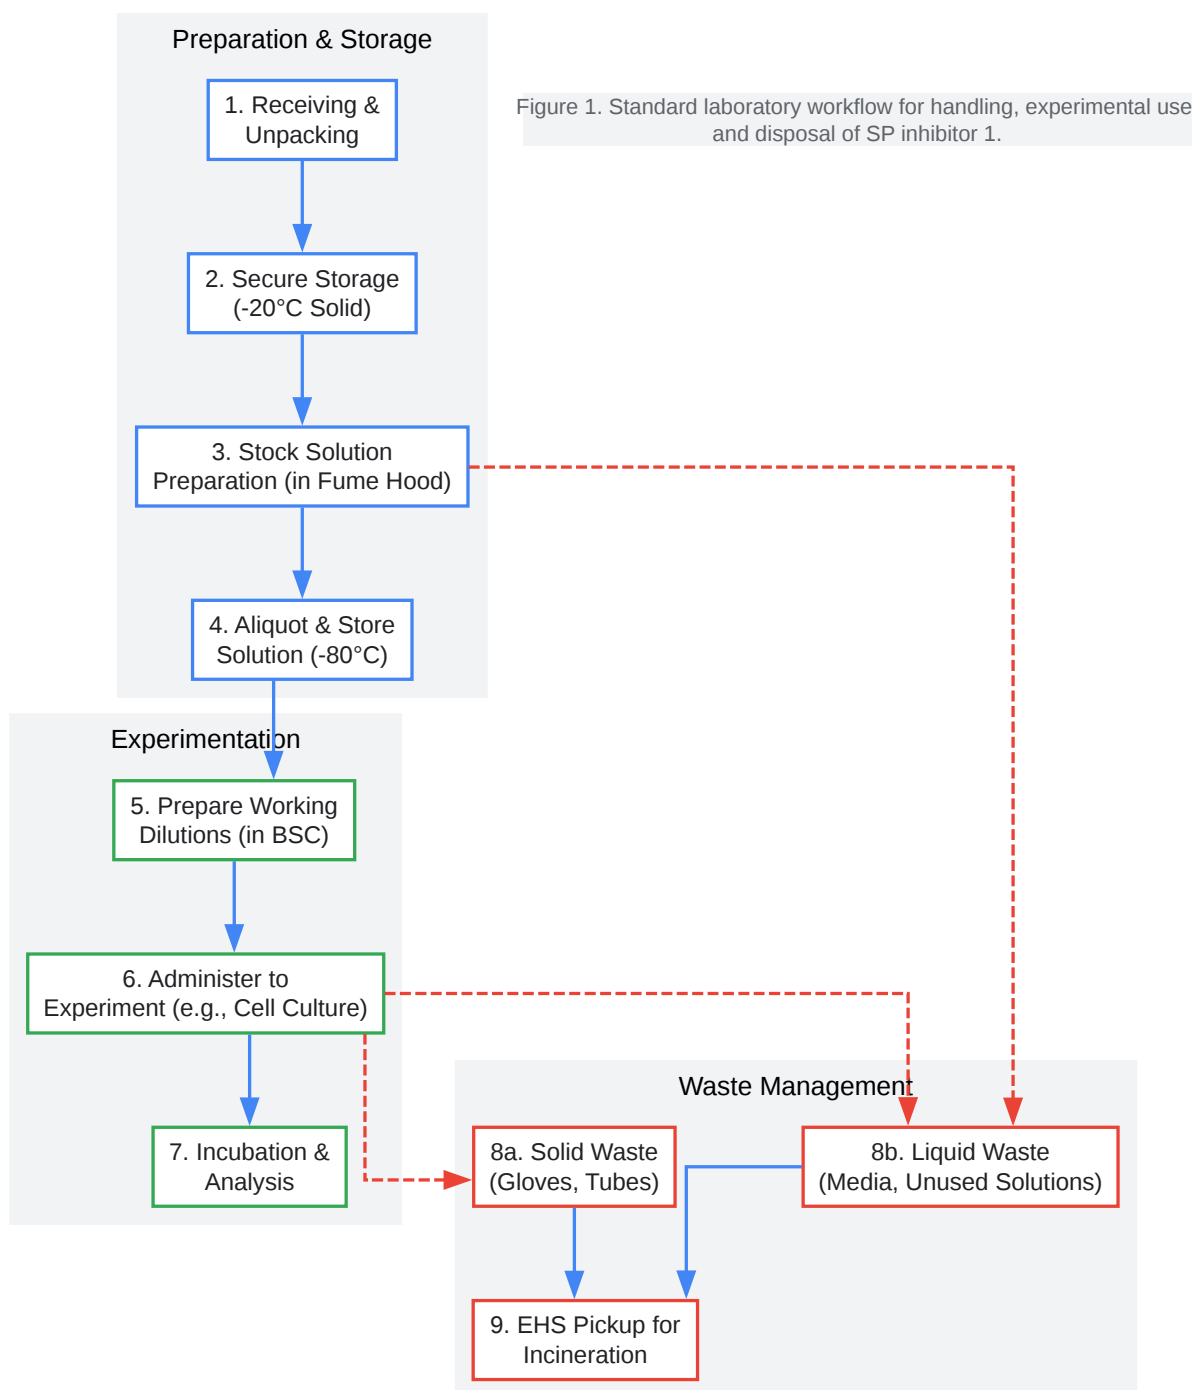 Preparation & Storage
1. Receiving &
Unpacking
Figure 1. Standard laboratory workflow for handling, experimental use
and disposal of SP inhibitor 1.
2. Secure Storage
(-20°C Solid)
3. Stock Solution
Preparation (in Fume Hood)
4. Aliquot & Store
Solution (-80°C)
Experimentation
5. Prepare Working
Dilutions (in BSC)
6. Administer to
Experiment (e.g., Cell Culture)
7. Incubation &
Analysis
Waste Management
8a. Solid Waste
(Gloves, Tubes)
8b. Liquid Waste
(Media, Unused Solutions)
9. EHS Pickup for
Incineration